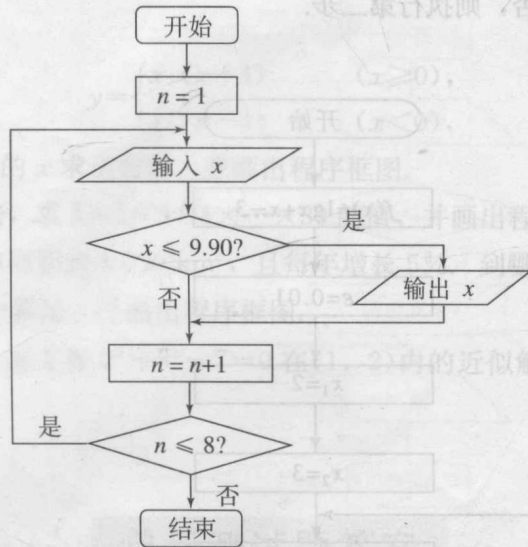 开始
n=1
输入 x
x ≤ 9.90?
是
否
输出 x
n=n+1
是
n ≤ 8?
否
结束